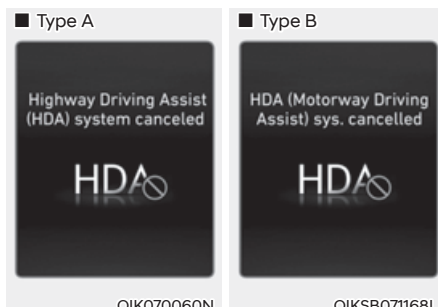 ■ Type A
Highway Driving Assist
(HDA) system canceled
HDA
OIK070060N
■ Type B
HDA (Motorway Driving
Assist) sys. cancelled
HDA
OIKSB071168L